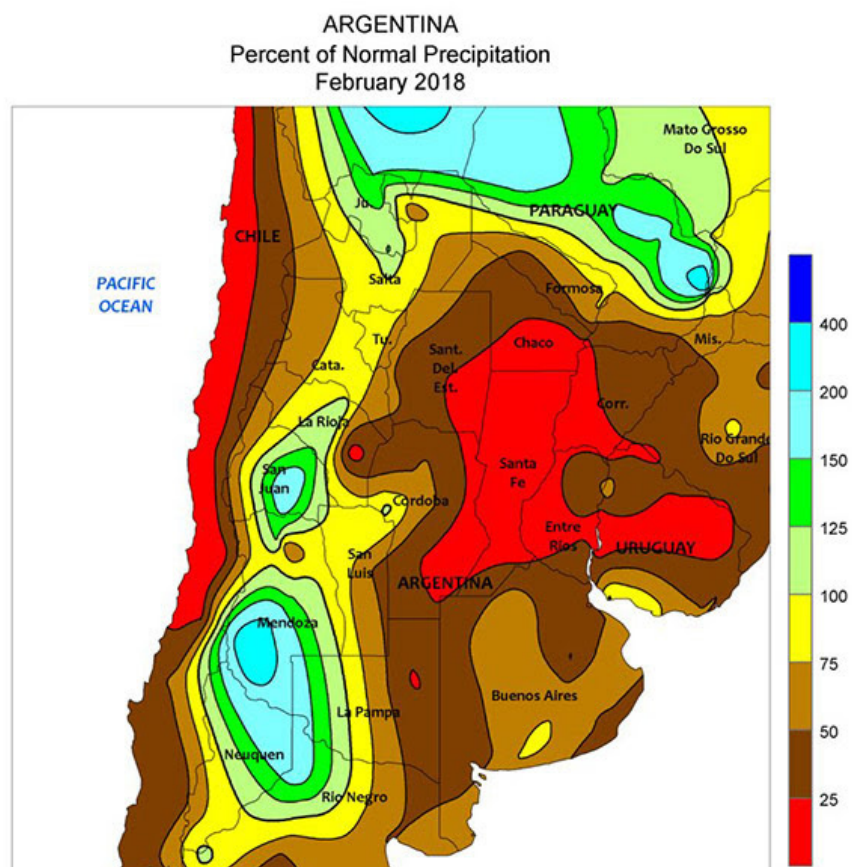 ARGENTINA
Percent of Normal Precipitation
February 2018
Mato Grosso
Do Sul
Ju.
PARAGUAY
CHILE
PACIFIC
OCEAN
Salta
Formosa
400
Tu.
Chaco
Mis.
Sant.
Del.
Est.
Cata.
200
Corr.
La Rioja
Rio Grande
Do Sul
150
San
Juan
Santa
Fe
Cordoba
125
Entre
Rios
URUGUAY
San
Luis
ARGENTINA
100
Mendoza
75
Buenos Aires
La Pampa
50
Neuquen
Rio Negro
25